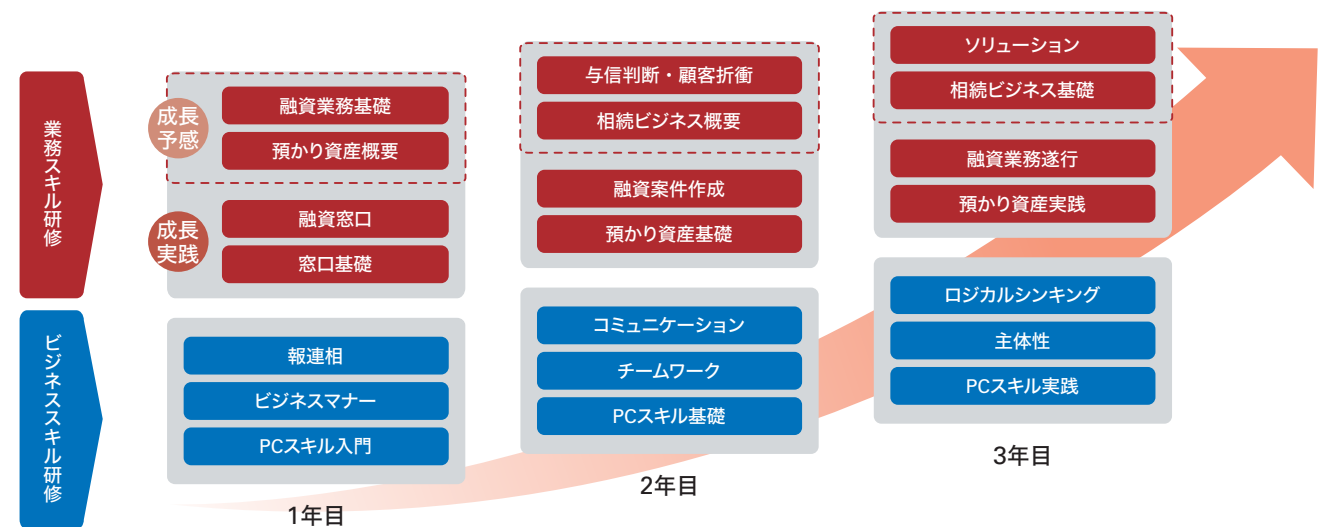 業務スキル研修
成長
予感
融資業務基礎
預かり資産概要
成長
実践
融資窓口
窓口基礎
与信判断・顧客折衝
相続ビジネス概要
融資案件作成
預かり資産基礎
ソリューション
相続ビジネス基礎
融資業務遂行
預かり資産実践
ビジネススキル研修
報連相
ビジネスマナー
PCスキル入門
コミュニケーション
チームワーク
PCスキル基礎
ロジカルシンキング
主体性
PCスキル実践
1年目
2年目
3年目